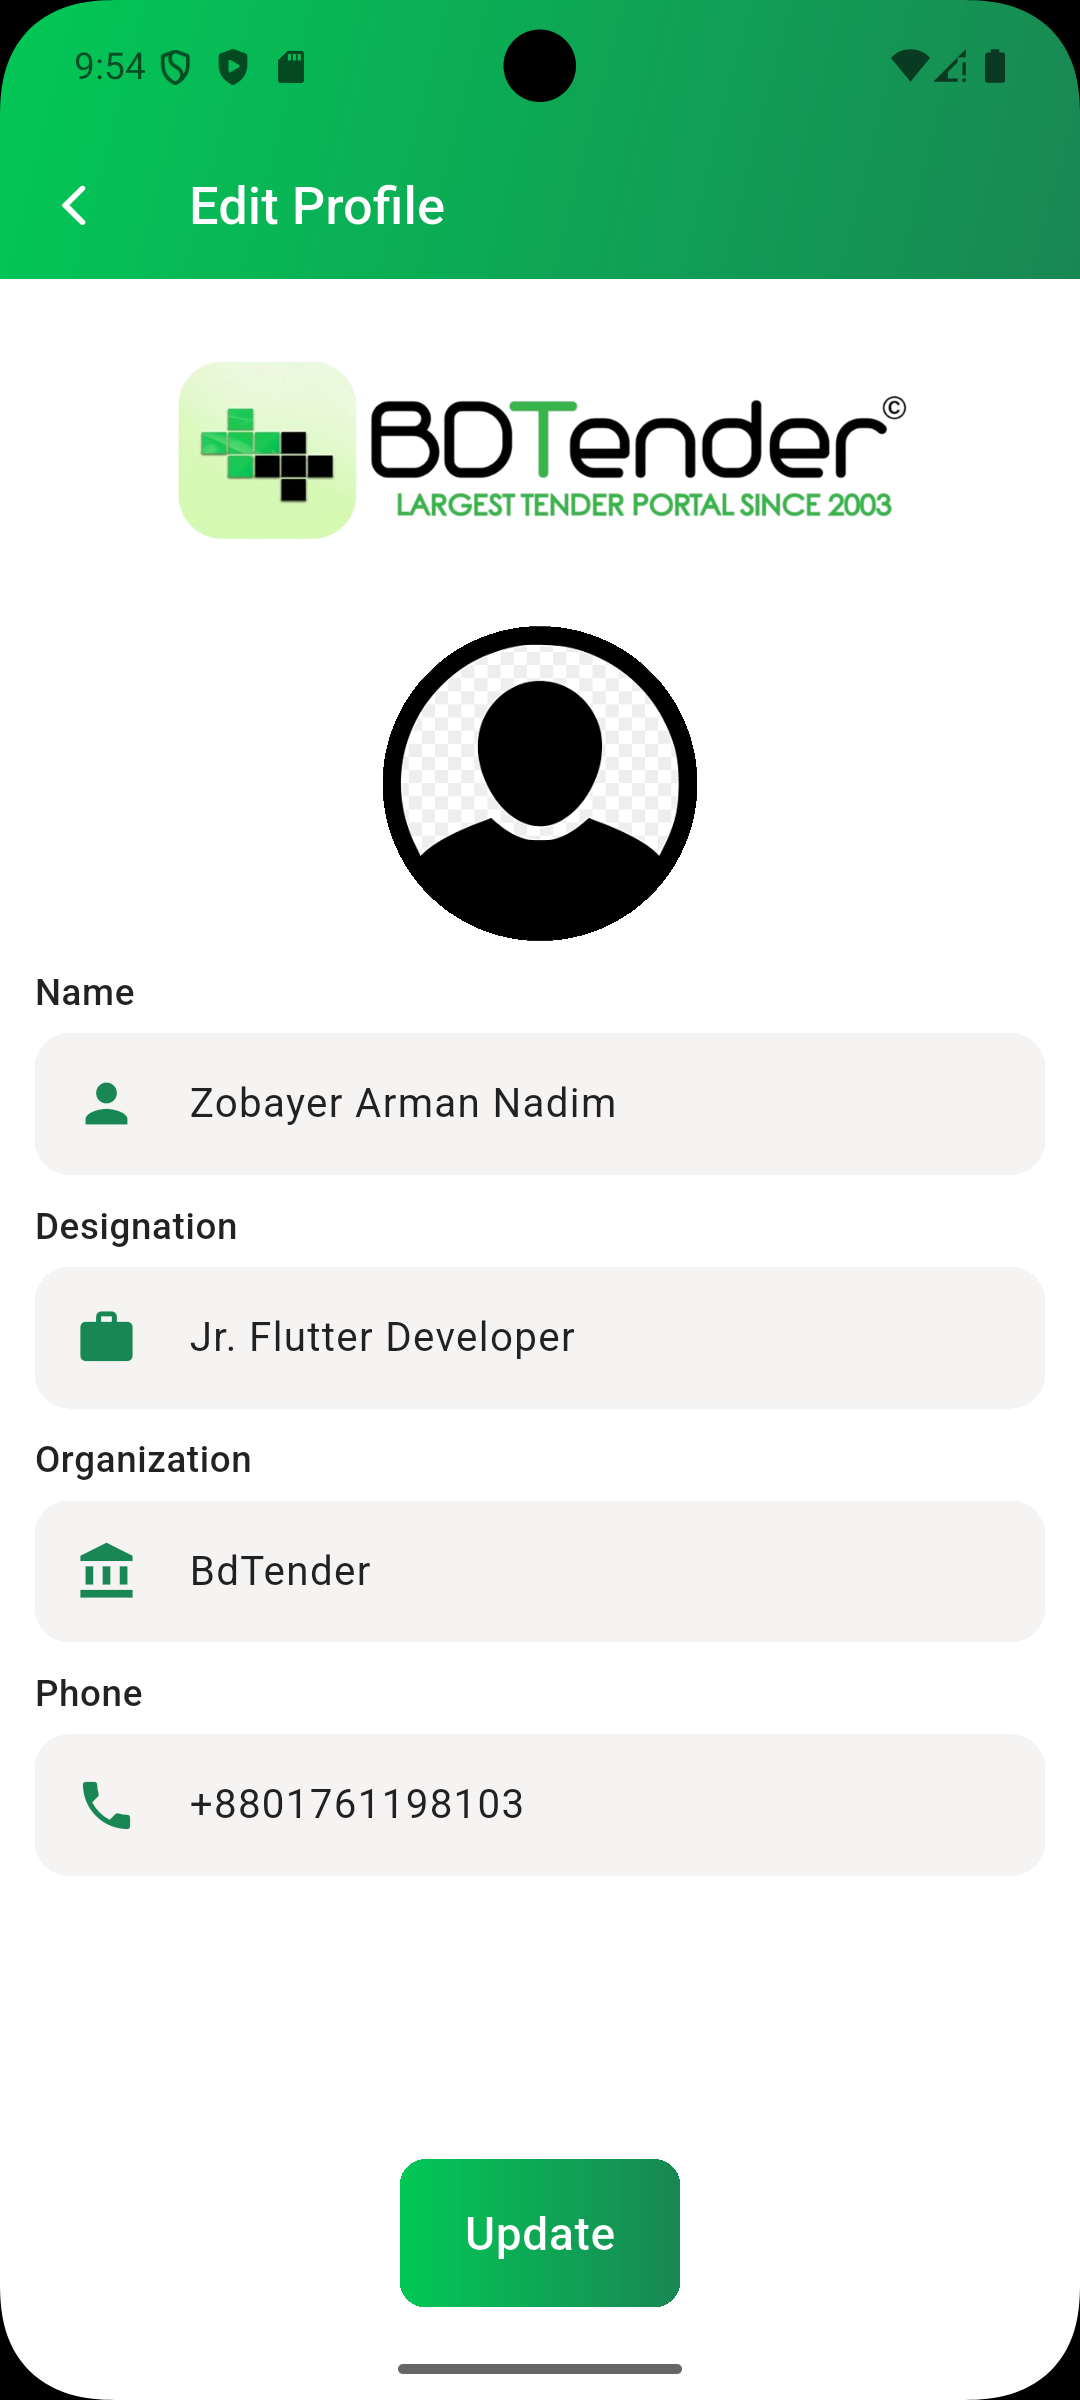 9:54
Edit Profile
BDTender©
LARGEST TENDER PORTAL SINCE 2003
Name
Zobayer Arman Nadim
Designation
Jr. Flutter Developer
Organization
BdTender
Phone
+8801761198103
Update